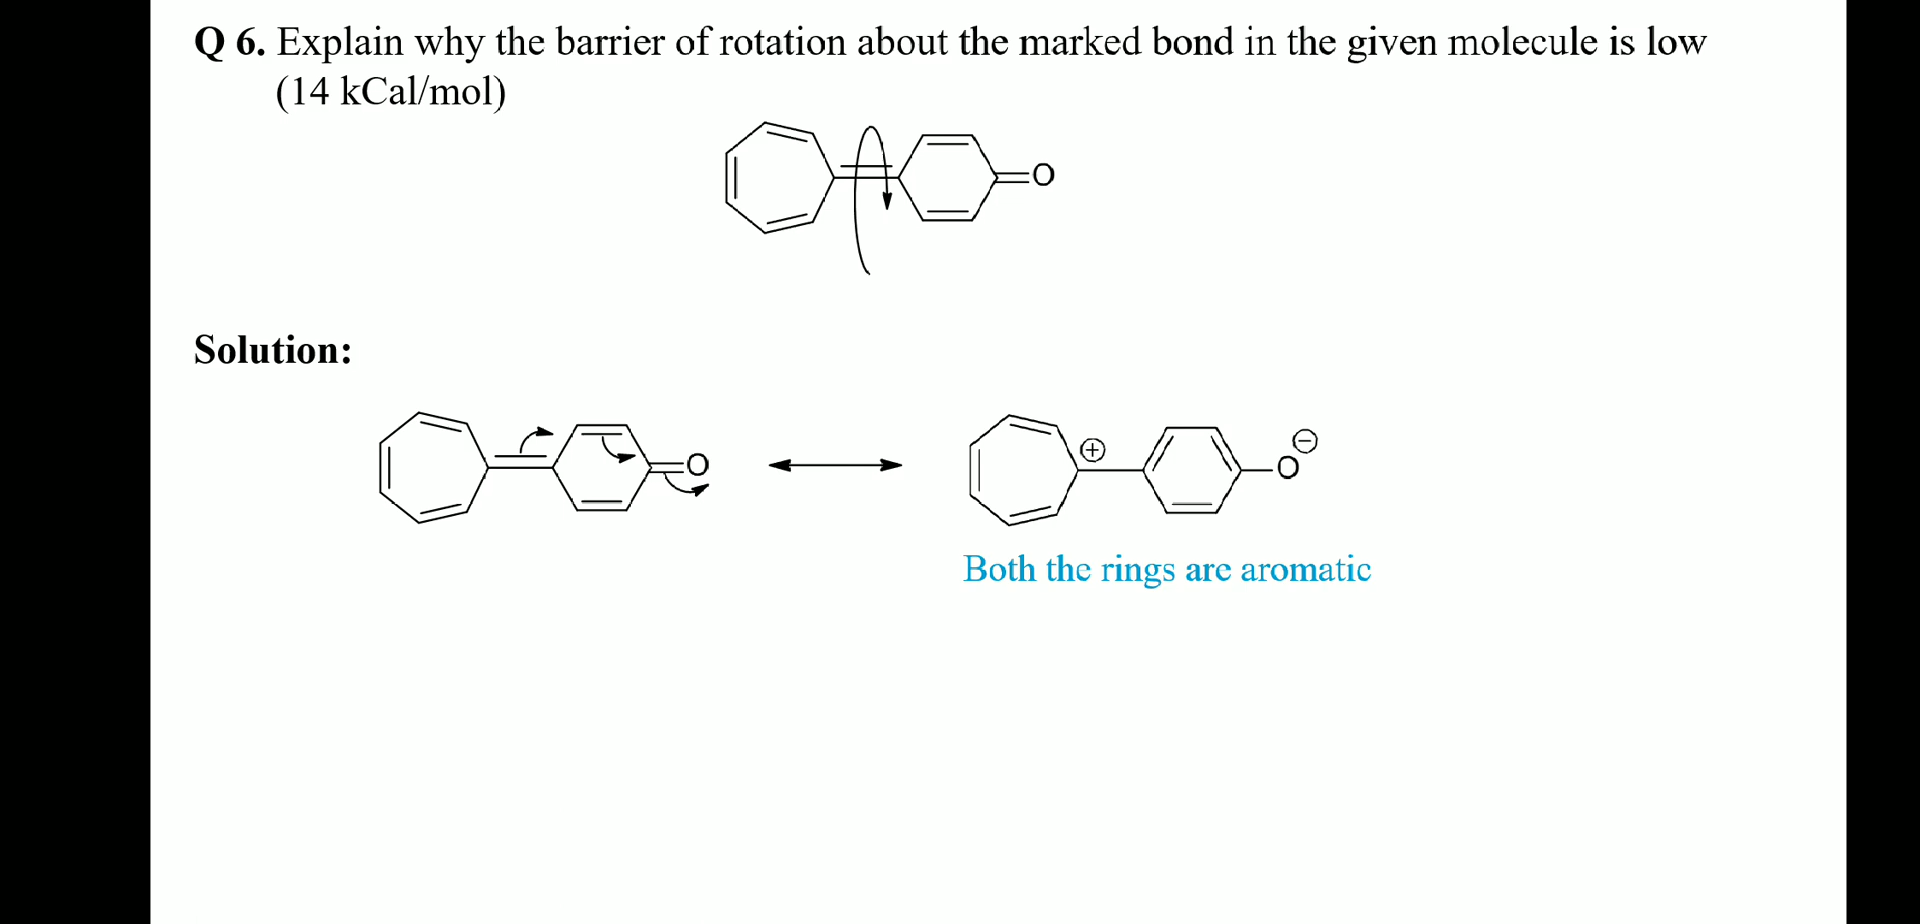 Q 6. Explain why the barrier of rotation about the marked bond in the given molecule is low
(14 kCal/mol)
O
Solution:
O
+
−
O
Both the rings are aromatic